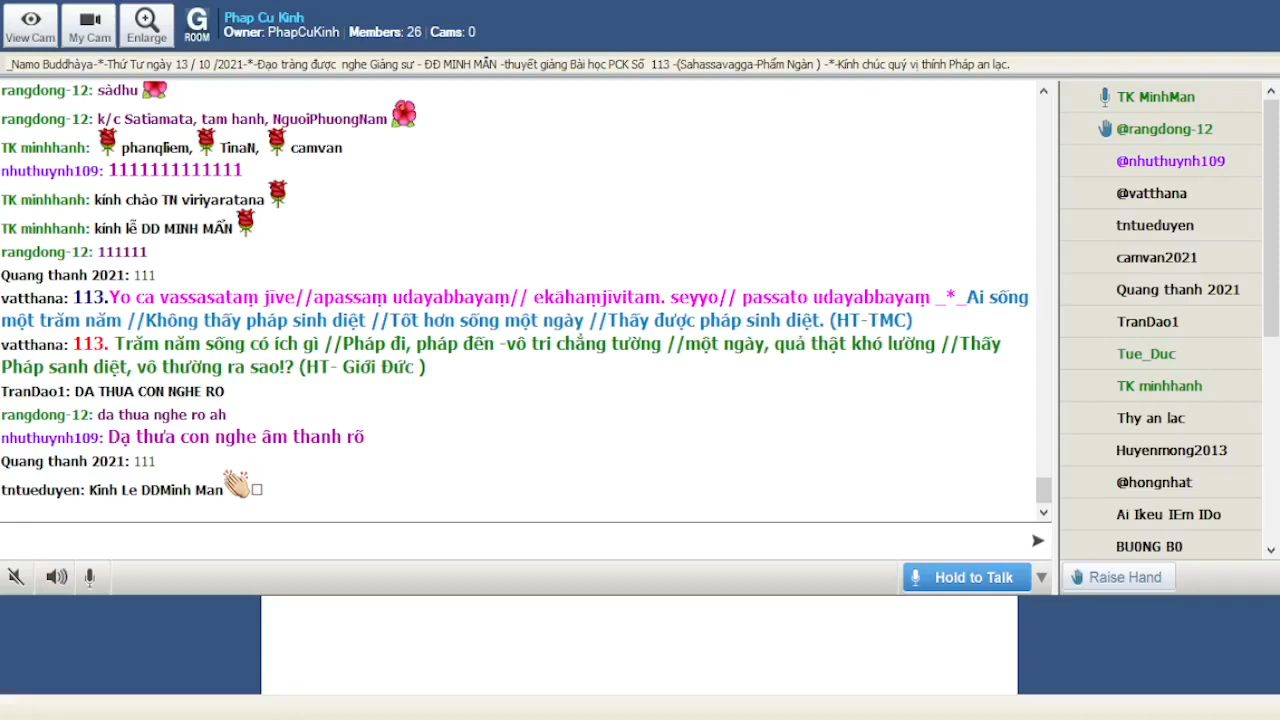 View Cam
My Cam
Enlarge
G
ROOM
Phap Cu Kinh
Owner: PhapCuKinh | Members: 26 | Cams: 0
_Namo Buddhàya-*-Thứ Tư ngày 13 / 10 /2021-*-Đạo tràng được nghe Giáng sư - ĐĐ MINH MẪN -thuyết giảng Bài học PCK Số 113 -(Sahassavagga-Phẩm Ngàn ) -*-Kính chúc quý vị thính Pháp an lạc.
rangdong-12: sàdhu
rangdong-12: k/c Satiamata, tam hanh, NguoiPhuongNam
TK minhhanh: phanqliem, TinaN, camvan
nhuthuynh109: 1111111111111
TK minhhanh: kính chào TN viriyaratana
TK minhhanh: kính lễ DD MINH MẨN
rangdong-12: 111111
Quang thanh 2021: 111
vatthana: 113.Yo ca vassasataṃ jīve//apassaṃ udayabbayaṃ// ekāhaṃjīvitam. seyyo// passato udayabbayaṃ _*_Ai sống
một trăm năm //Không thấy pháp sinh diệt //Tốt hơn sống một ngày //Thấy được pháp sinh diệt. (HT-TMC)
vatthana: 113. Trăm năm sống có ích gì //Pháp đi, pháp đến -vô tri chẳng tường //một ngày, quả thật khó lường //Thấy
Pháp sanh diệt, vô thường ra sao!? (HT- Giới Đức )
TranDao1: DA THUA CON NGHE RO
rangdong-12: da thua nghe ro ah
nhuthuynh109: Dạ thưa con nghe âm thanh rõ
Quang thanh 2021: 111
tntueduyen: Kinh Le DDMinh Man
Hold to Talk
TK MinhMan
@rangdong-12
@nhuthuynh109
@vatthana
tntueduyen
camvan2021
Quang thanh 2021
TranDao1
Tue_Duc
TK minhhanh
Thy an lac
Huyenmong2013
@hongnhat
Ai Ikeu IEm IDo
BU0NG B0
Raise Hand